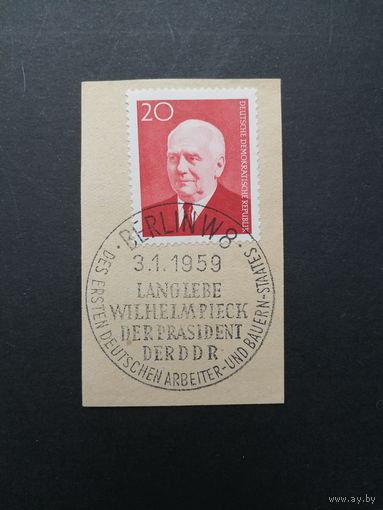 20
DEUTSCHE DEMOKRATISCHE REPUBLIK
· BERLIN W 8 ·
3.1.1959
LANG LEBE
WILHELM PIECK
DER PRÄSIDENT
DER DDR
DES ERSTEN DEUTSCHEN ARBEITER-UND BAUERN-STAATES
www.ay.by